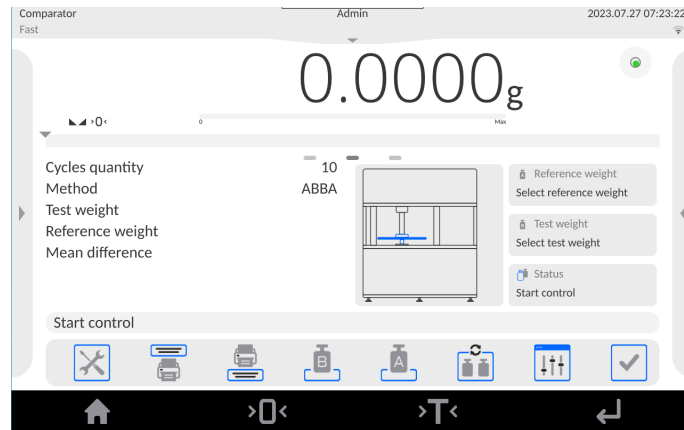 Comparator Admin 2023.07.27 07:23:22
Fast
0.0000g
>0<
0 Max
Cycles quantity 10
Method ABBA
Test weight
Reference weight
Mean difference
Reference weight
Select reference weight
Test weight
Select test weight
Status
Start control
Start control
B A
>0< >T<